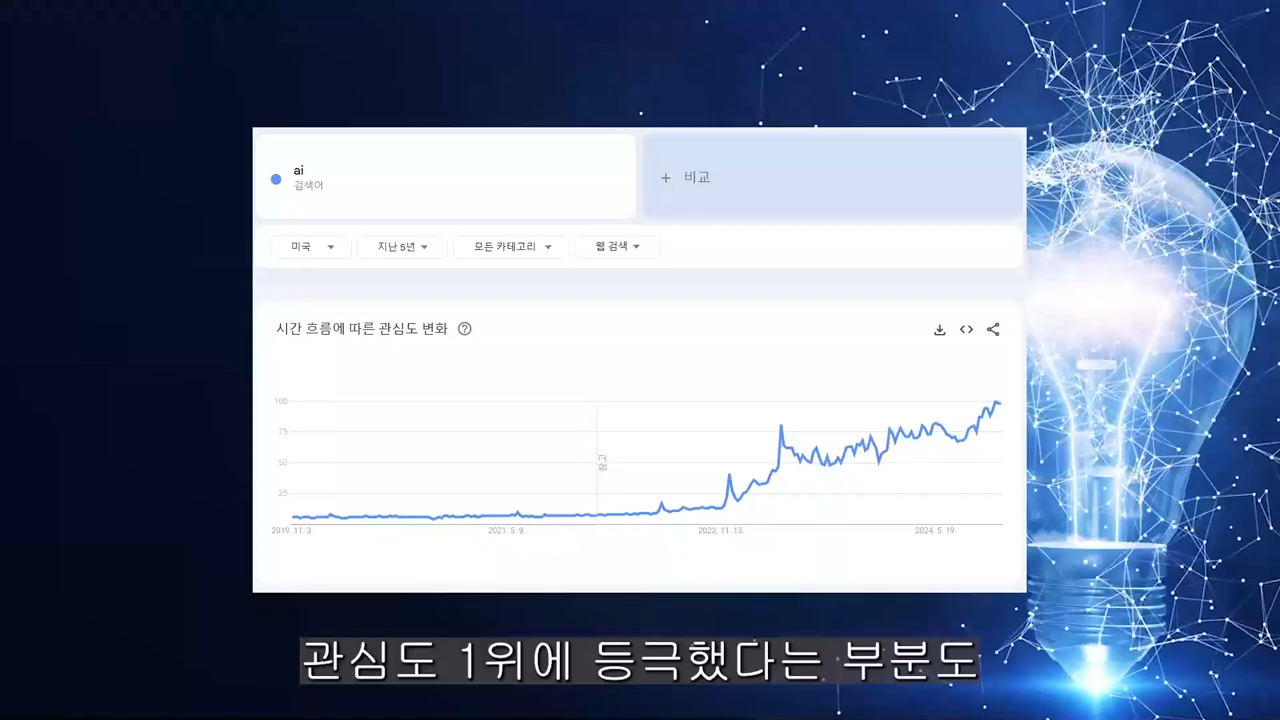 ai
검색어
+ 비교
미국
지난 5년
모든 카테고리
웹 검색
시간 흐름에 따른 관심도 변화
100
75
50
25
참고
2019. 11. 3.
2021. 5. 9.
2022. 11. 13.
2024. 5. 19
관심도 1위에 등극했다는 부분도